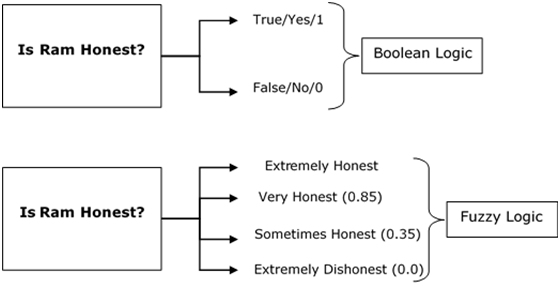 Is Ram Honest?
True/Yes/1
False/No/0
Boolean Logic
Is Ram Honest?
Extremely Honest
Very Honest (0.85)
Sometimes Honest (0.35)
Extremely Dishonest (0.0)
Fuzzy Logic